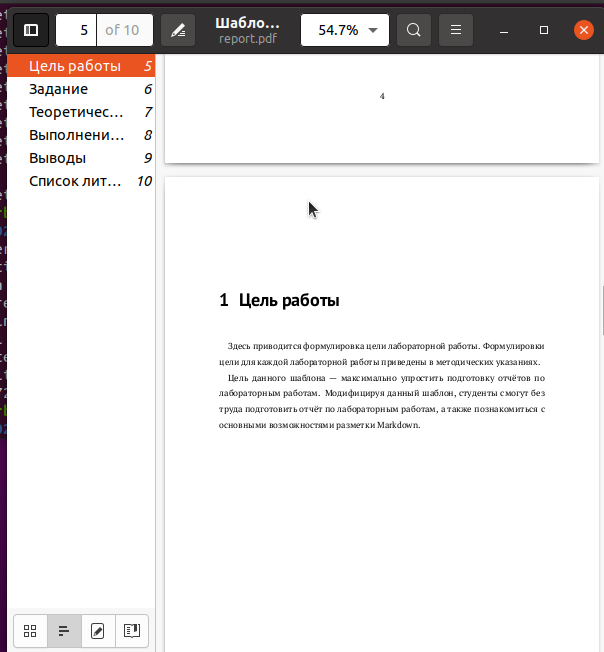 5 of 10
Шабло…
report.pdf
54.7%
Цель работы 5
Задание 6
Теоретичес… 7
Выполнени… 8
Выводы 9
Список лит… 10
4
1 Цель работы
Здесь приводится формулировка цели лабораторной работы. Формулировки
цели для каждой лабораторной работы приведены в методических указаниях.
Цель данного шаблона — максимально упростить подготовку отчётов по
лабораторным работам. Модифицируя данный шаблон, студенты смогут без
труда подготовить отчёт по лабораторным работам, а также познакомиться с
основными возможностями разметки Markdown.